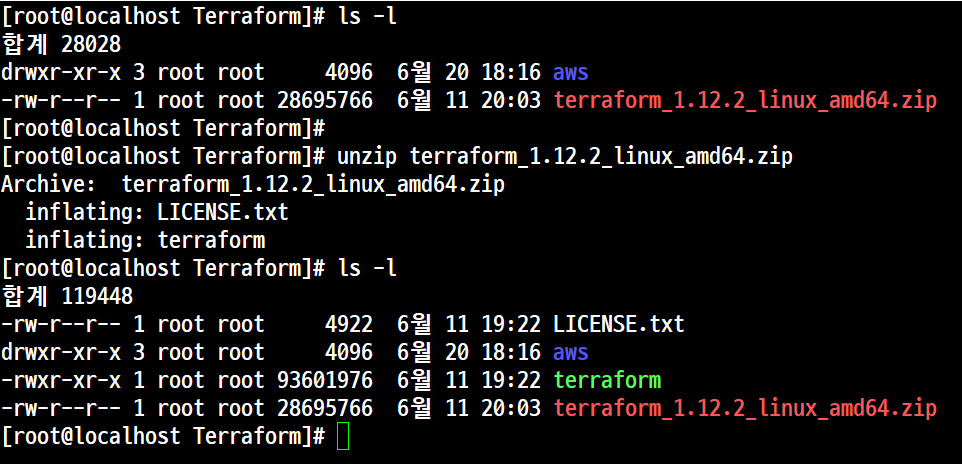 [root@localhost Terraform]# ls -l
합계 28028
drwxr-xr-x 3 root root     4096  6월 20 18:16 aws
-rw-r--r-- 1 root root 28695766  6월 11 20:03 terraform_1.12.2_linux_amd64.zip
[root@localhost Terraform]#
[root@localhost Terraform]# unzip terraform_1.12.2_linux_amd64.zip
Archive:  terraform_1.12.2_linux_amd64.zip
  inflating: LICENSE.txt
  inflating: terraform
[root@localhost Terraform]# ls -l
합계 119448
-rw-r--r-- 1 root root     4922  6월 11 19:22 LICENSE.txt
drwxr-xr-x 3 root root     4096  6월 20 18:16 aws
-rwxr-xr-x 1 root root 93601976  6월 11 19:22 terraform
-rw-r--r-- 1 root root 28695766  6월 11 20:03 terraform_1.12.2_linux_amd64.zip
[root@localhost Terraform]#